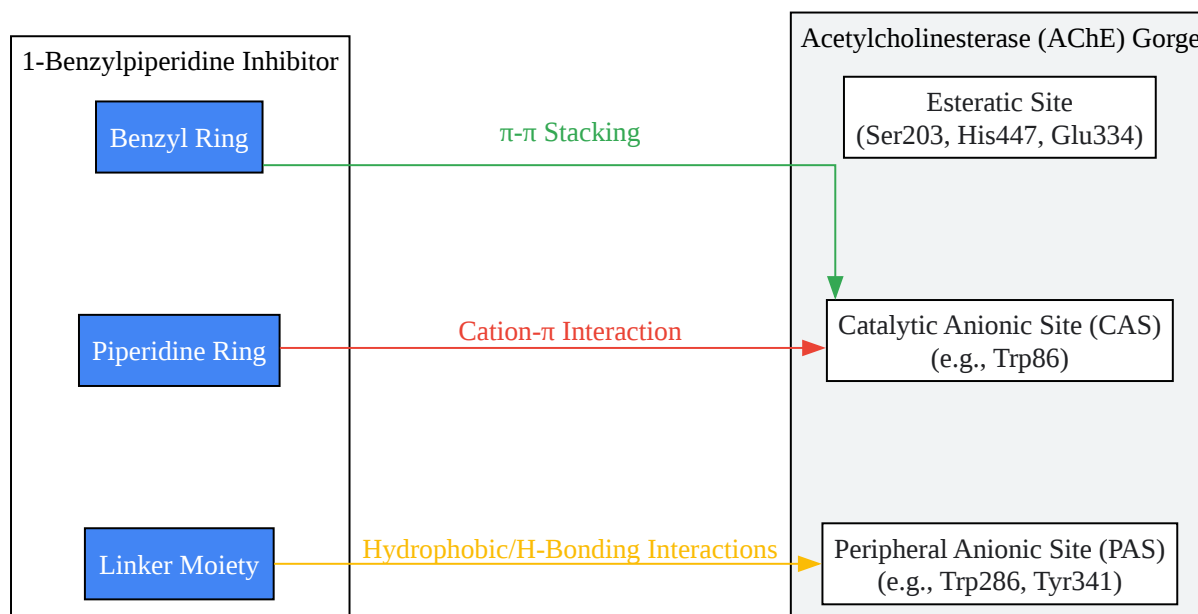 1-Benzylpiperidine Inhibitor
Benzyl Ring
Piperidine Ring
Linker Moiety
π-π Stacking
Cation-π Interaction
Hydrophobic/H-Bonding Interactions
Acetylcholinesterase (AChE) Gorge
Esteratic Site
(Ser203, His447, Glu334)
Catalytic Anionic Site (CAS)
(e.g., Trp86)
Peripheral Anionic Site (PAS)
(e.g., Trp286, Tyr341)